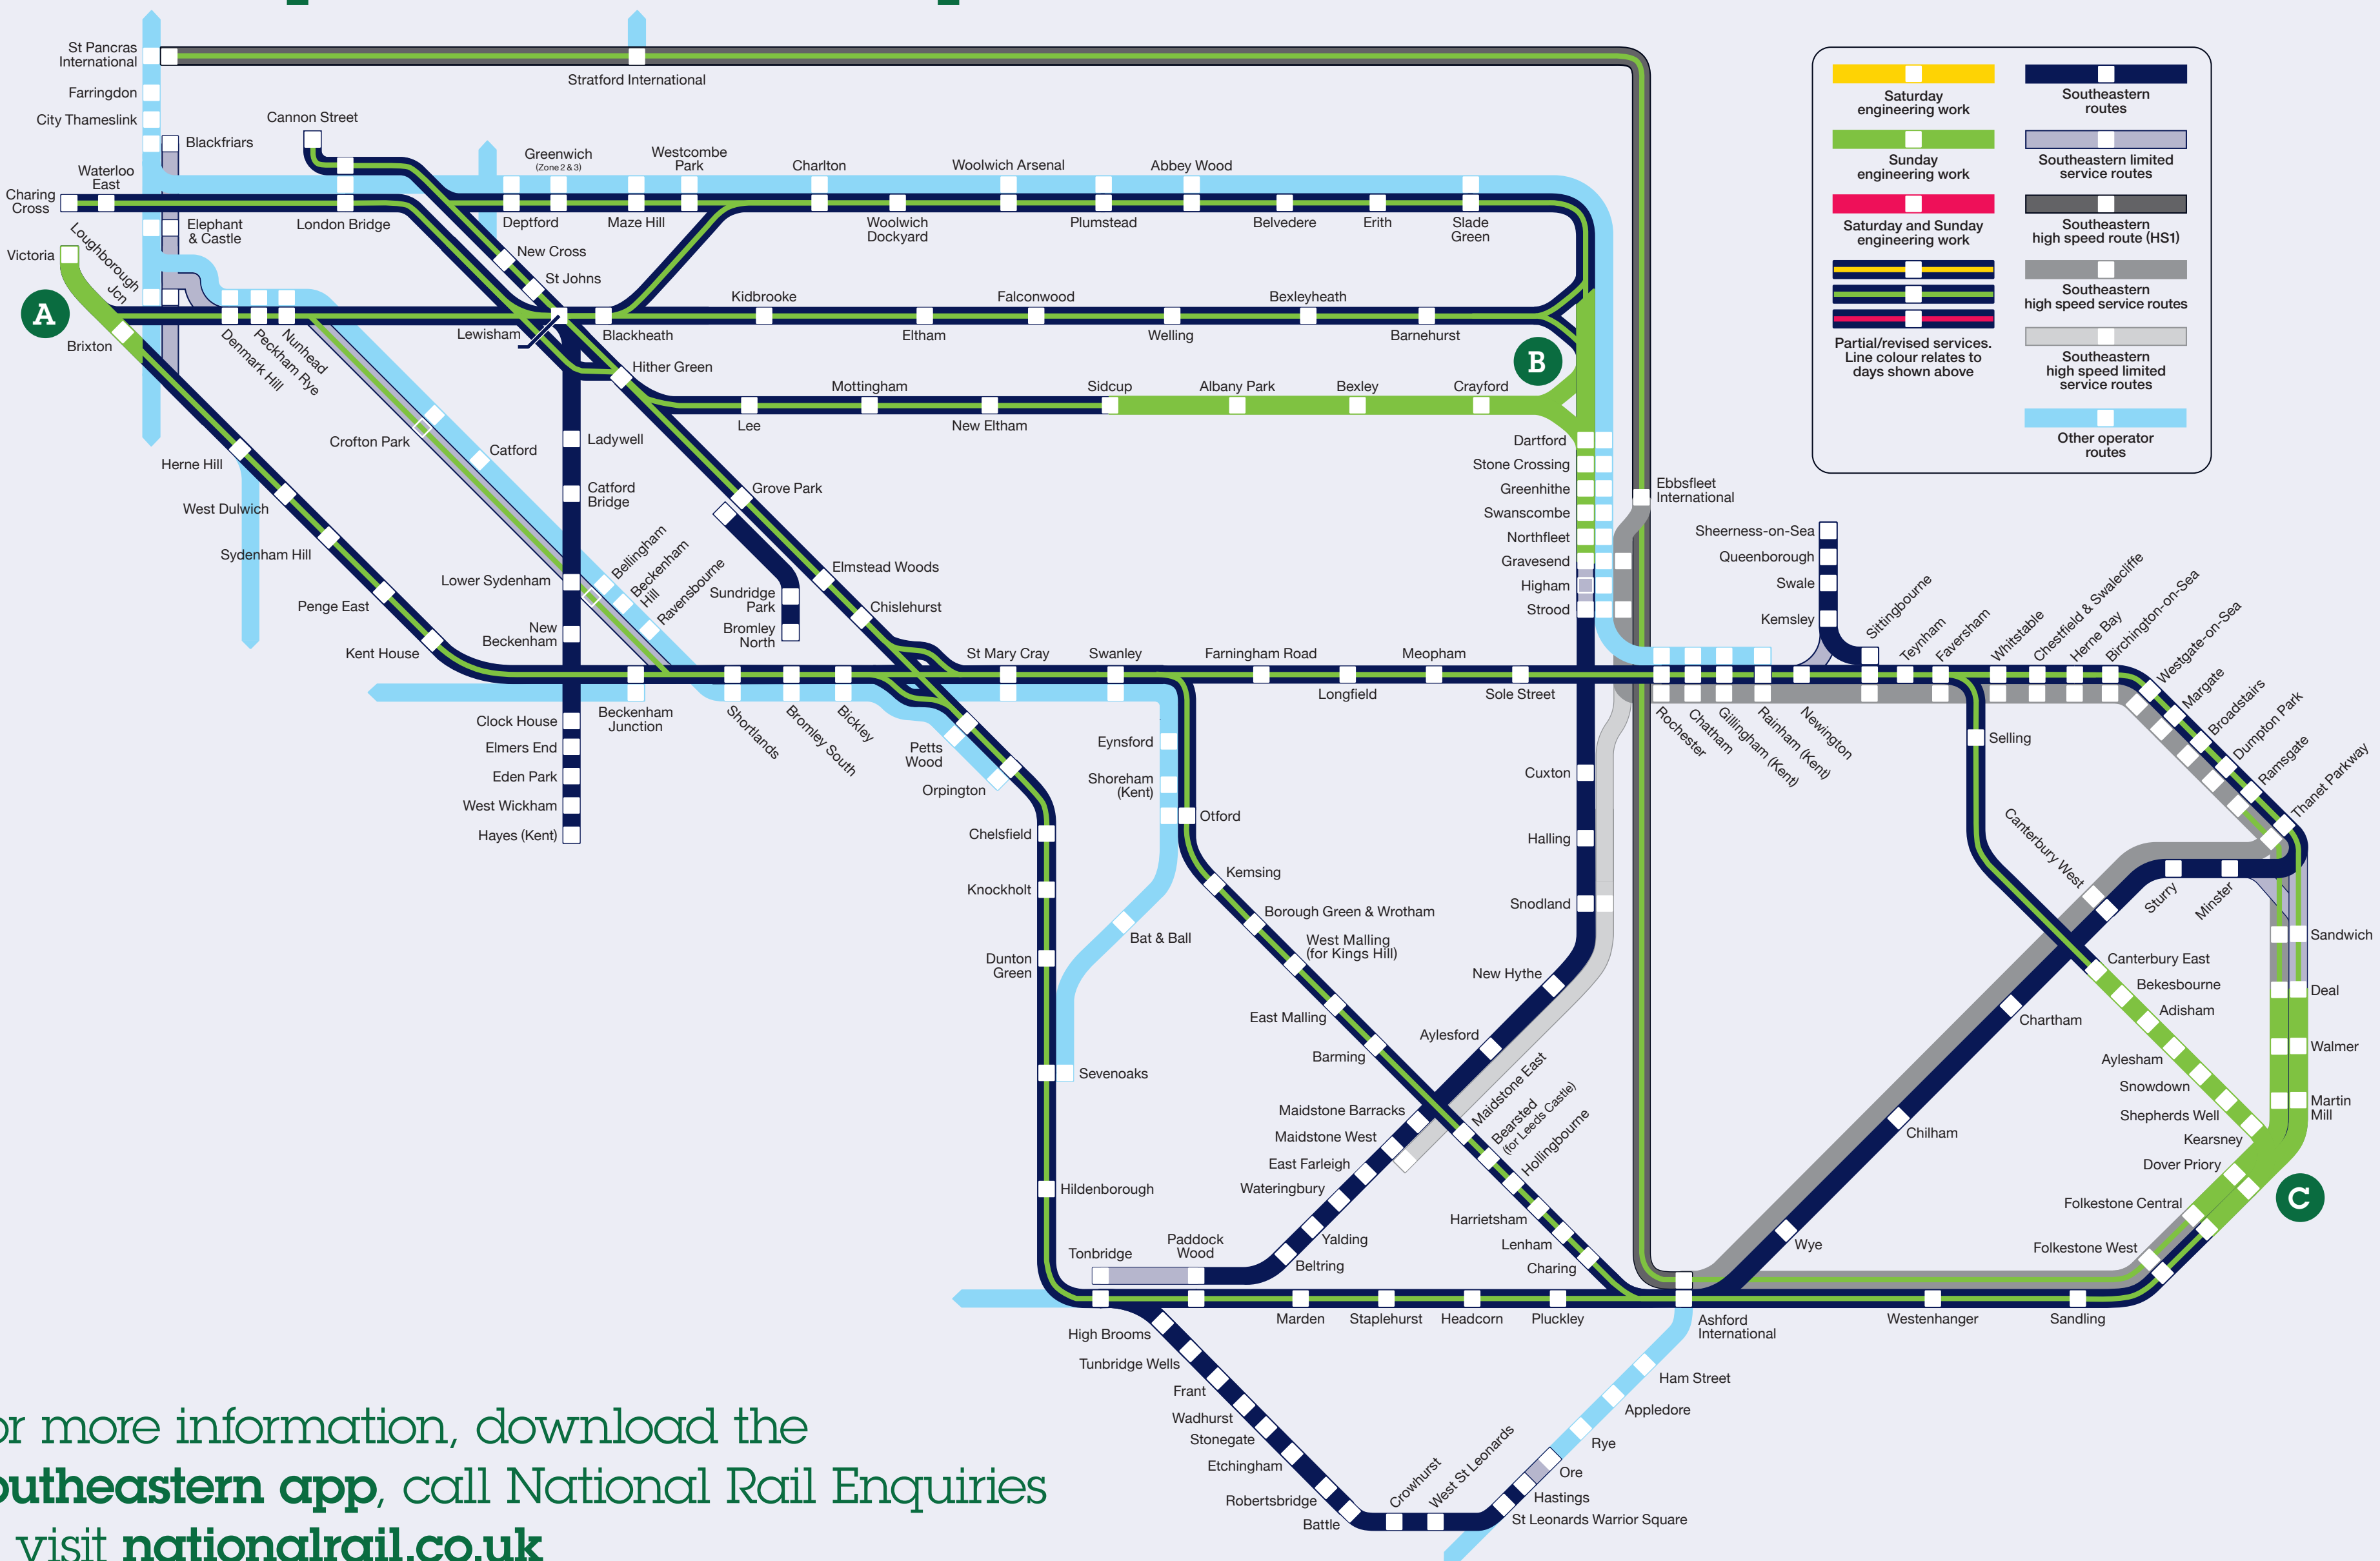 St Pancras
International
Stratford International
Farringdon
City Thameslink
Cannon Street
Blackfriars
Waterloo
East
Charing
Cross
Elephant
& Castle
London Bridge
Greenwich
(Zone 2 & 3)
Westcombe
Park
Charlton
Woolwich Arsenal
Abbey Wood
Deptford
Maze Hill
Woolwich
Dockyard
Plumstead
Belvedere
Erith
Slade
Green
Victoria
Loughborough
Jcn
New Cross
St Johns
A
Brixton
Denmark Hill
Peckham Rye
Nunhead
Lewisham
Blackheath
Kidbrooke
Eltham
Falconwood
Welling
Bexleyheath
Barnehurst
B
Hither Green
Lee
Mottingham
New Eltham
Sidcup
Albany Park
Bexley
Crayford
Crofton Park
Catford
Ladywell
Catford
Bridge
Herne Hill
West Dulwich
Sydenham Hill
Penge East
Kent House
Lower Sydenham
New
Beckenham
Bellingham
Beckenham
Hill
Ravensbourne
Grove Park
Elmstead Woods
Chislehurst
Sundridge
Park
Bromley
North
Clock House
Elmers End
Eden Park
West Wickham
Hayes (Kent)
Beckenham
Junction
Shortlands
Bromley South
Bickley
Petts
Wood
Orpington
St Mary Cray
Swanley
Farningham Road
Longfield
Meopham
Sole Street
Dartford
Stone Crossing
Greenhithe
Swanscombe
Northfleet
Gravesend
Higham
Strood
Ebbsfleet
International
Sheerness-on-Sea
Queenborough
Swale
Kemsley
Rochester
Chatham
Gillingham (Kent)
Rainham (Kent)
Newington
Sittingbourne
Teynham
Faversham
Whitstable
Chestfield & Swalecliffe
Herne Bay
Birchington-on-Sea
Westgate-on-Sea
Margate
Broadstairs
Dumpton Park
Ramsgate
Thanet Parkway
Selling
Canterbury West
Sturry
Minster
Sandwich
Deal
Walmer
Martin
Mill
Canterbury East
Bekesbourne
Adisham
Aylesham
Snowdown
Shepherds Well
Kearsney
Dover Priory
Folkestone Central
Folkestone West
C
Chartham
Chilham
Wye
Eynsford
Shoreham
(Kent)
Otford
Kemsing
Borough Green & Wrotham
West Malling
(for Kings Hill)
East Malling
Barming
Bat & Ball
Chelsfield
Knockholt
Dunton
Green
Sevenoaks
Hildenborough
Tonbridge
Paddock
Wood
Cuxton
Halling
Snodland
New Hythe
Aylesford
Maidstone Barracks
Maidstone West
East Farleigh
Wateringbury
Yalding
Beltring
Maidstone East
Bearsted
(for Leeds Castle)
Hollingbourne
Harrietsham
Lenham
Charing
Marden
Staplehurst
Headcorn
Pluckley
Ashford
International
Westenhanger
Sandling
High Brooms
Tunbridge Wells
Frant
Wadhurst
Stonegate
Etchingham
Robertsbridge
Battle
Crowhurst
West St Leonards
St Leonards Warrior Square
Hastings
Ore
Rye
Appledore
Ham Street
Saturday
engineering work
Sunday
engineering work
Saturday and Sunday
engineering work
Partial/revised services.
Line colour relates to
days shown above
Southeastern
routes
Southeastern limited
service routes
Southeastern
high speed route (HS1)
Southeastern
high speed service routes
Southeastern
high speed limited
service routes
Other operator
routes
or more information, download the
outheastern app, call National Rail Enquiries
visit nationalrail.co.uk